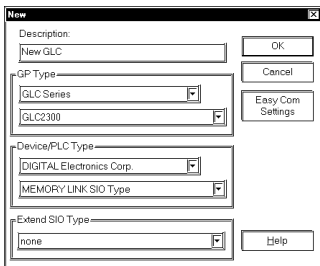 New
Description:
New GLC
OK
GP Type
Cancel
GLC Series
Easy Com
Settings
GLC2300
Device/PLC Type
DIGITAL Electronics Corp.
MEMORY LINK SIO Type
Extend SIO Type
none
Help